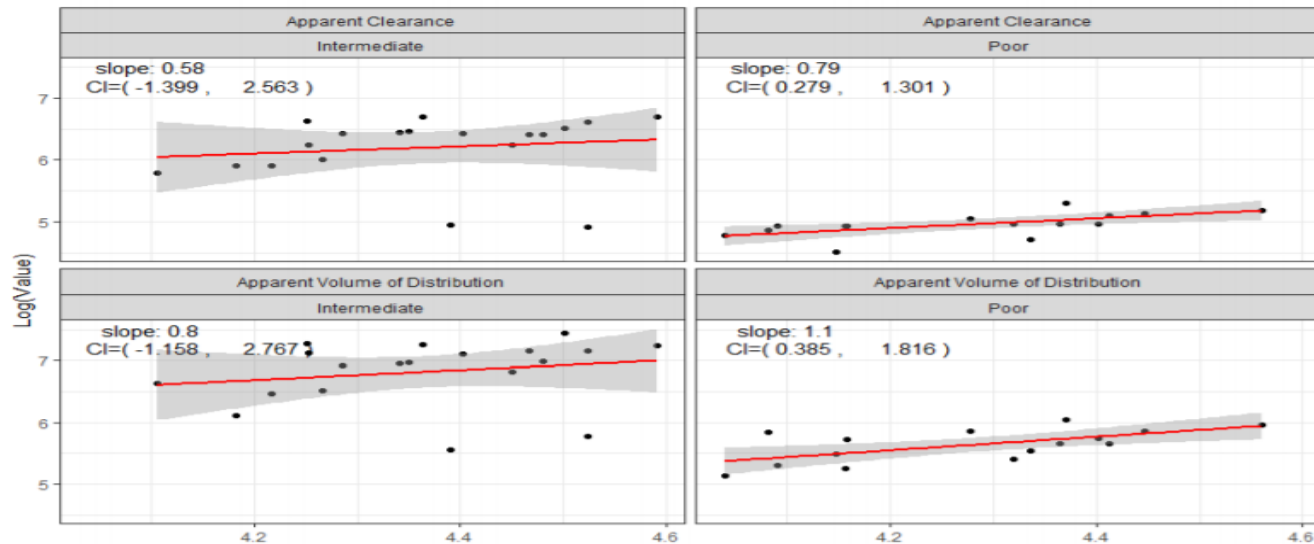 Apparent Clearance
Intermediate
slope: 0.58
CI=( -1.399 , 2.563 )
Apparent Clearance
Poor
slope: 0.79
CI=( 0.279 , 1.301 )
7
6
5
Log(Value)
Apparent Volume of Distribution
Intermediate
slope: 0.8
CI=( -1.158 , 2.767 )
Apparent Volume of Distribution
Poor
slope: 1.1
CI=( 0.385 , 1.816 )
7
6
5
4.2 4.4 4.6 4.2 4.4 4.6